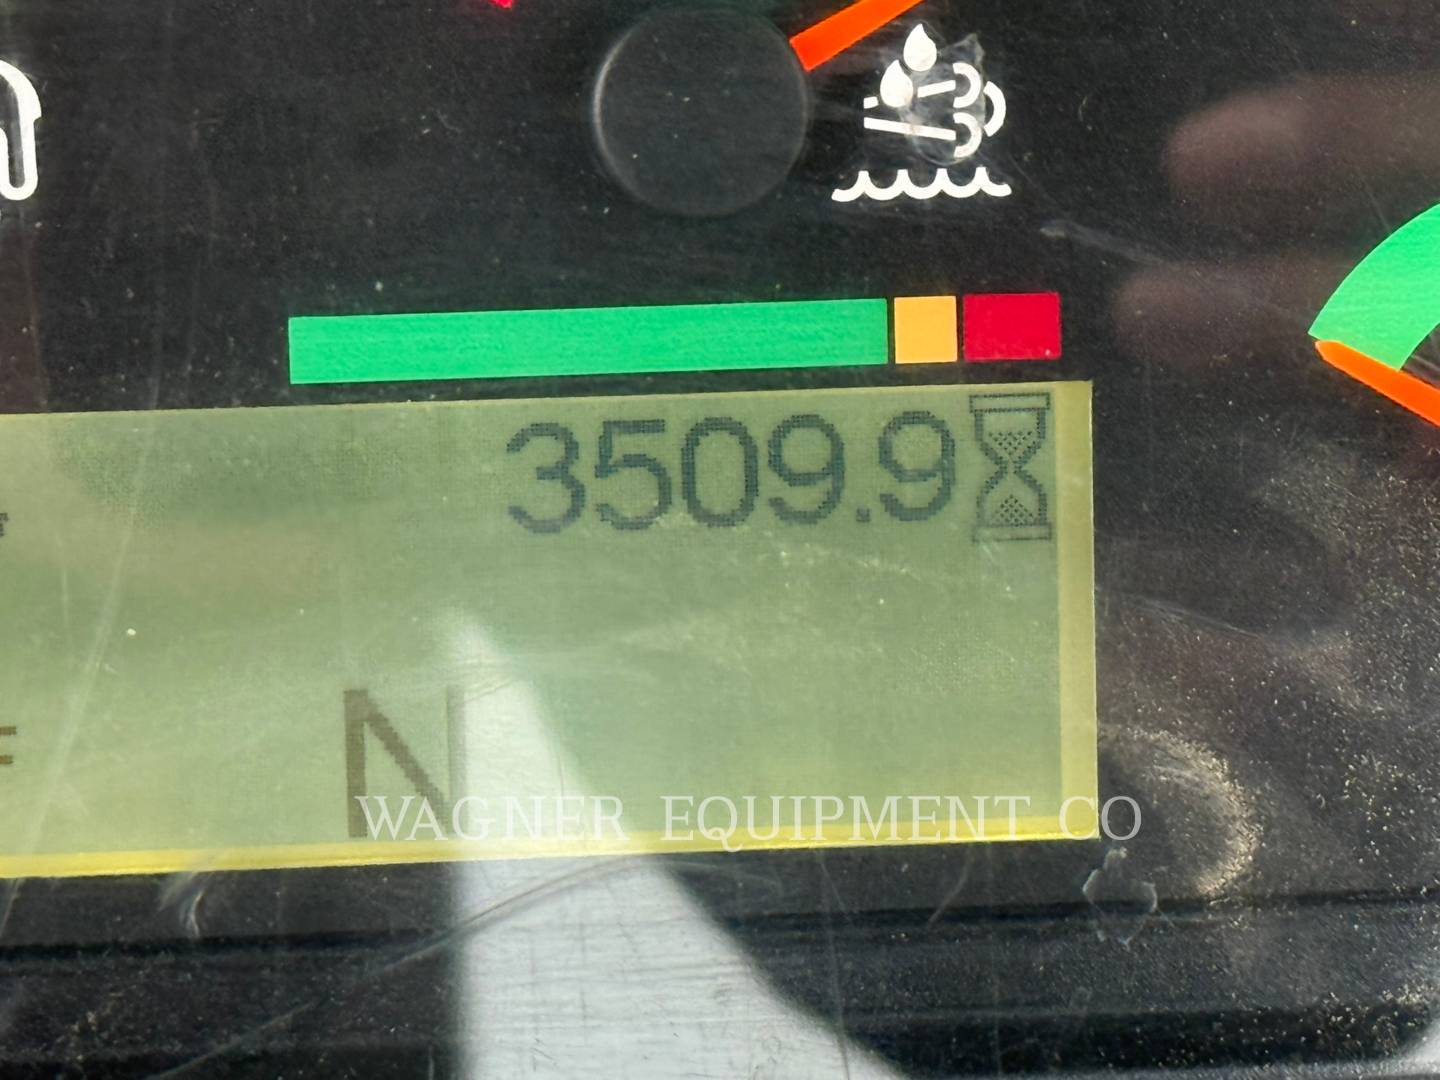 3509.9
N
WAGNER EQUIPMENT CO